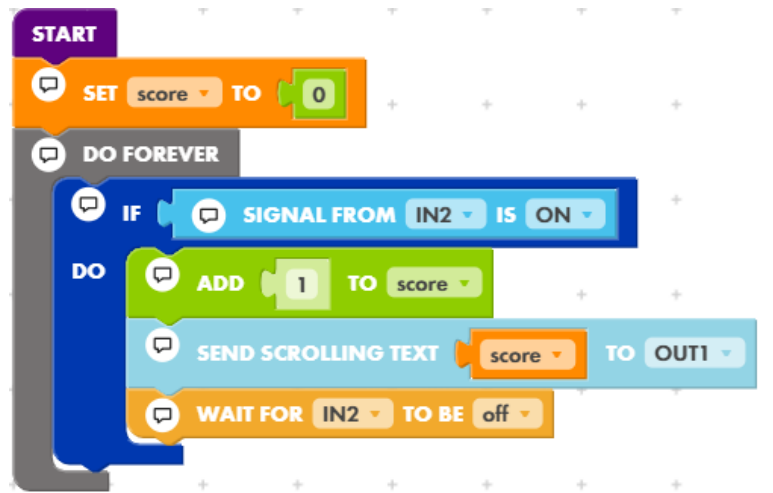 START
SET score TO 0
DO FOREVER
IF SIGNAL FROM IN2 IS ON
DO ADD 1 TO score
SEND SCROLLING TEXT score TO OUT1
WAIT FOR IN2 TO BE off